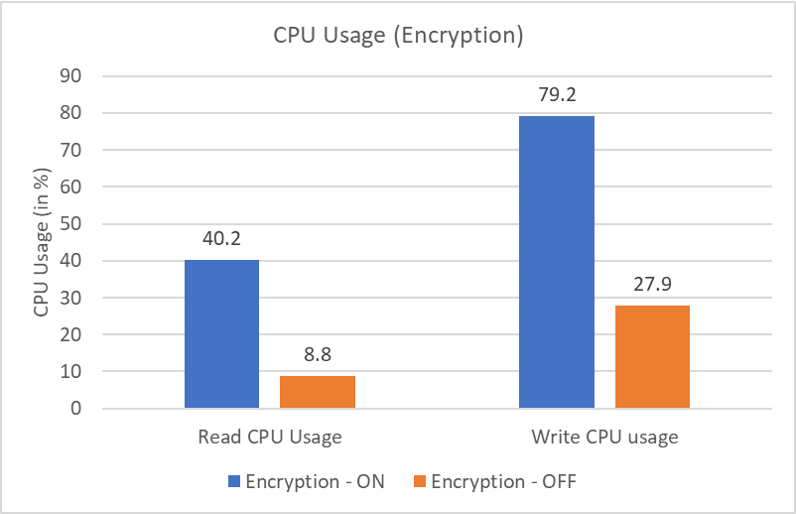 CPU Usage (Encryption)
CPU Usage (in %)
90
80
70
60
50
40
30
20
10
0
40.2
8.8
79.2
27.9
Read CPU Usage
Write CPU usage
Encryption - ON
Encryption - OFF